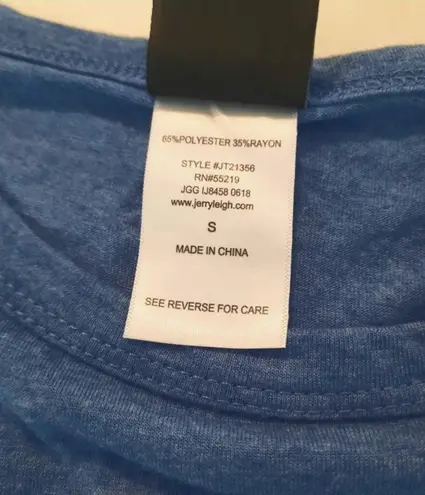 65%POLYESTER 35%RAYON
STYLE #JT21356
RN#55219
JGG IJ8458 0618
www.jerryleigh.com
S
MADE IN CHINA
SEE REVERSE FOR CARE